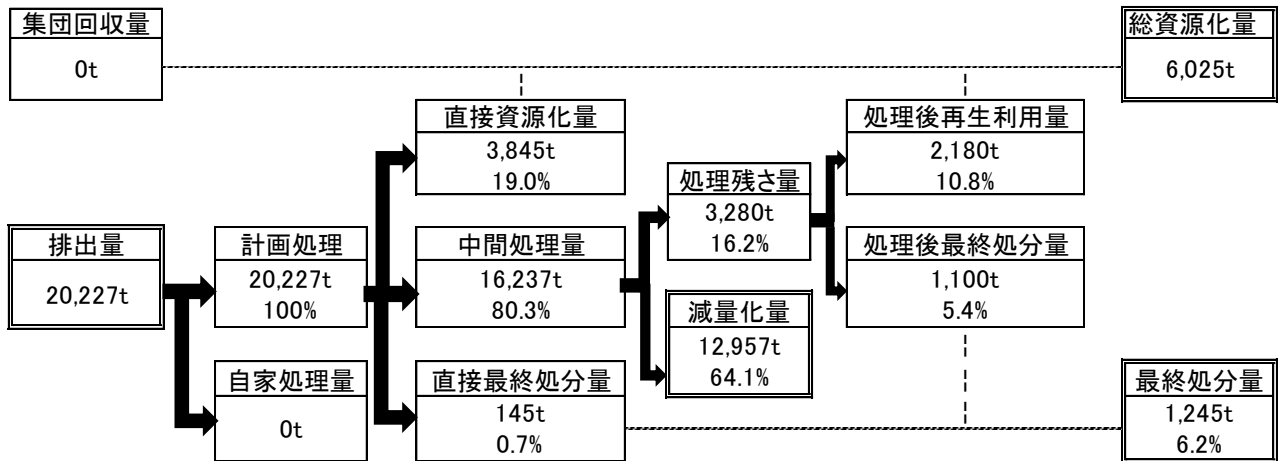 集団回収量
0t
総資源化量
6,025t
直接資源化量
3,845t
19.0%
処理後再生利用量
2,180t
10.8%
処理残さ量
3,280t
16.2%
排出量
20,227t
計画処理
20,227t
100%
中間処理量
16,237t
80.3%
処理後最終処分量
1,100t
5.4%
減量化量
12,957t
64.1%
自家処理量
0t
直接最終処分量
145t
0.7%
最終処分量
1,245t
6.2%